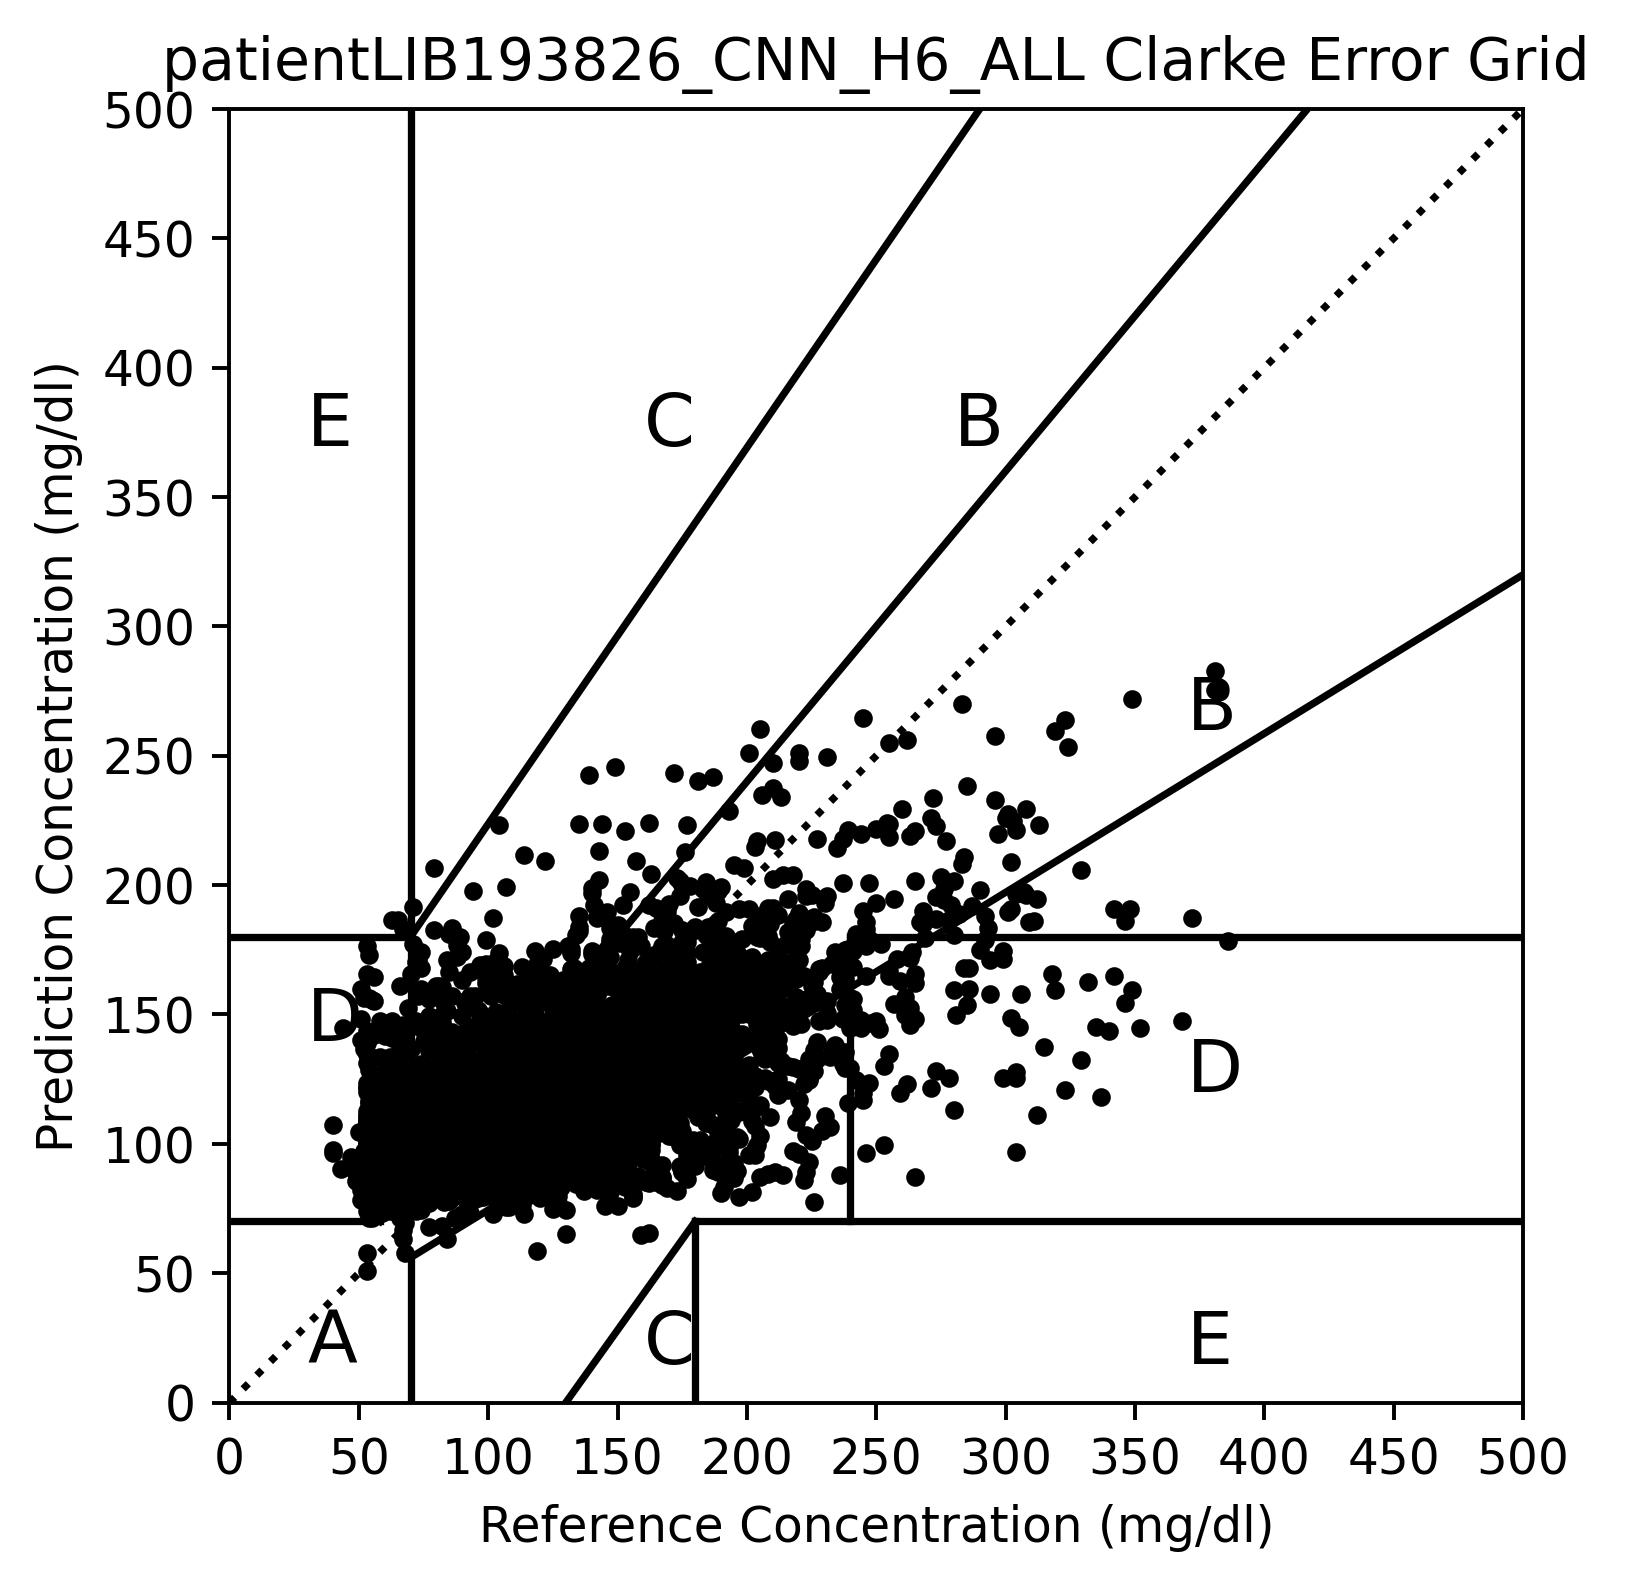 patientLIB193826_CNN_H6_ALL Clarke Error Grid
500
450
400
350
300
250
200
150
100
50
0
Prediction Concentration (mg/dl)
E
C
B
B
D
D
A
C
E
0 50 100 150 200 250 300 350 400 450 500
Reference Concentration (mg/dl)